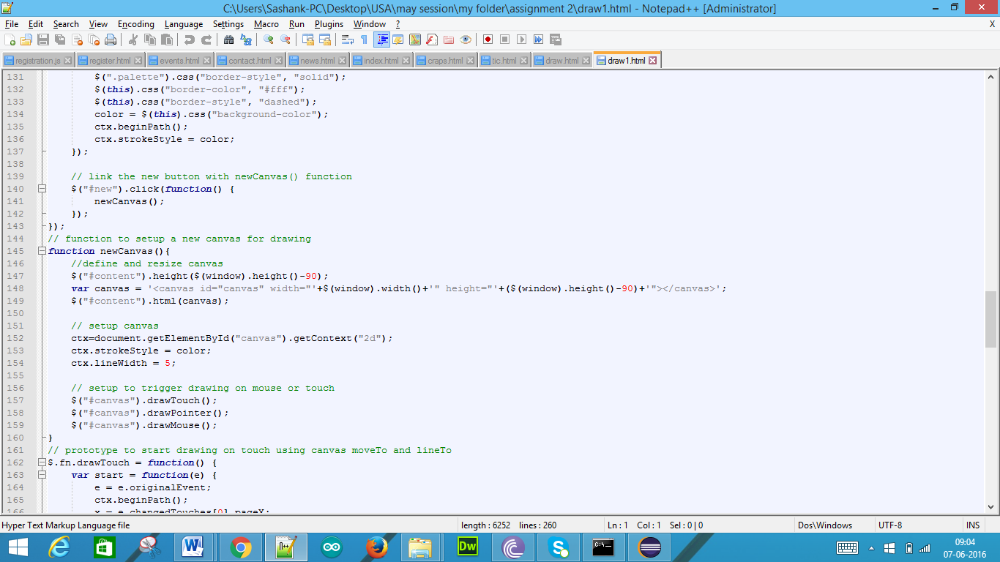 C:\Users\Sashank-PC\Desktop\USA\may session\my folder\assignment 2\draw1.html - Notepad++ [Administrator]
File Edit Search View Encoding Language Settings Macro Run Plugins Window ? X
registration.js register.html events.html contact.html news.html index.html craps.html tic.html draw.html draw1.html
131 $(".palette").css("border-style", "solid");
132 $(this).css("border-color", "#fff");
133 $(this).css("border-style", "dashed");
134 color = $(this).css("background-color");
135 ctx.beginPath();
136 ctx.strokeStyle = color;
137 });
138
139 // link the new button with newCanvas() function
140 $("#new").click(function() {
141 newCanvas();
142 });
143 });
144 // function to setup a new canvas for drawing
145 function newCanvas(){
146 //define and resize canvas
147 $("#content").height($(window).height()-90);
148 var canvas = '<canvas id="canvas" width="'+$(window).width()+'" height="'+($(window).height()-90)+'"></canvas>';
149 $("#content").html(canvas);
150
151 // setup canvas
152 ctx=document.getElementById("canvas").getContext("2d");
153 ctx.strokeStyle = color;
154 ctx.lineWidth = 5;
155
156 // setup to trigger drawing on mouse or touch
157 $("#canvas").drawTouch();
158 $("#canvas").drawPointer();
159 $("#canvas").drawMouse();
160 }
161 // prototype to start drawing on touch using canvas moveTo and lineTo
162 $.fn.drawTouch = function() {
163 var start = function(e) {
164 e = e.originalEvent;
165 ctx.beginPath();
166 x = e.changedTouches[0].pageX;
Hyper Text Markup Language file length : 6252 lines : 260 Ln : 1 Col : 1 Sel : 0 | 0 Dos\Windows UTF-8 INS
09:04
07-06-2016